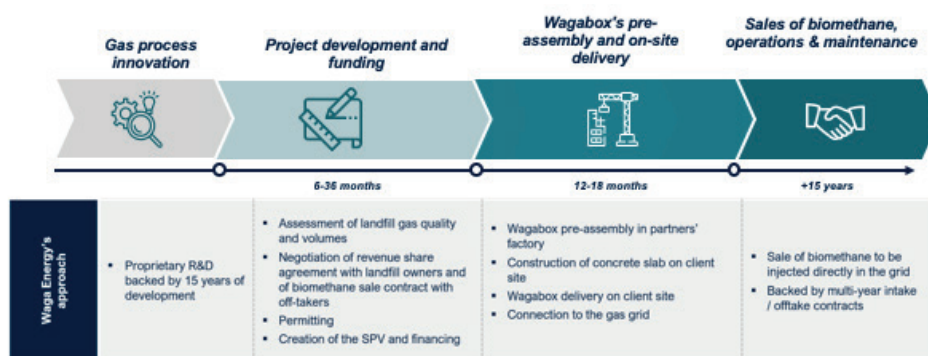 Gas process
innovation
Project development and
funding
Wagabox's pre-
assembly and on-site
delivery
Sales of biomethane,
operations & maintenance
6-36 months
12-18 months
+15 years
Waga Energy's
approach
▪ Proprietary R&D
backed by 15 years of
development
▪ Assessment of landfill gas quality
and volumes
▪ Negotiation of revenue share
agreement with landfill owners and
of biomethane sale contract with
off-takers
▪ Permitting
▪ Creation of the SPV and financing
▪ Wagabox pre-assembly in partners'
factory
▪ Construction of concrete slab on client
site
▪ Wagabox delivery on client site
▪ Connection to the gas grid
▪ Sale of biomethane to be
injected directly in the grid
▪ Backed by multi-year intake
/ offtake contracts